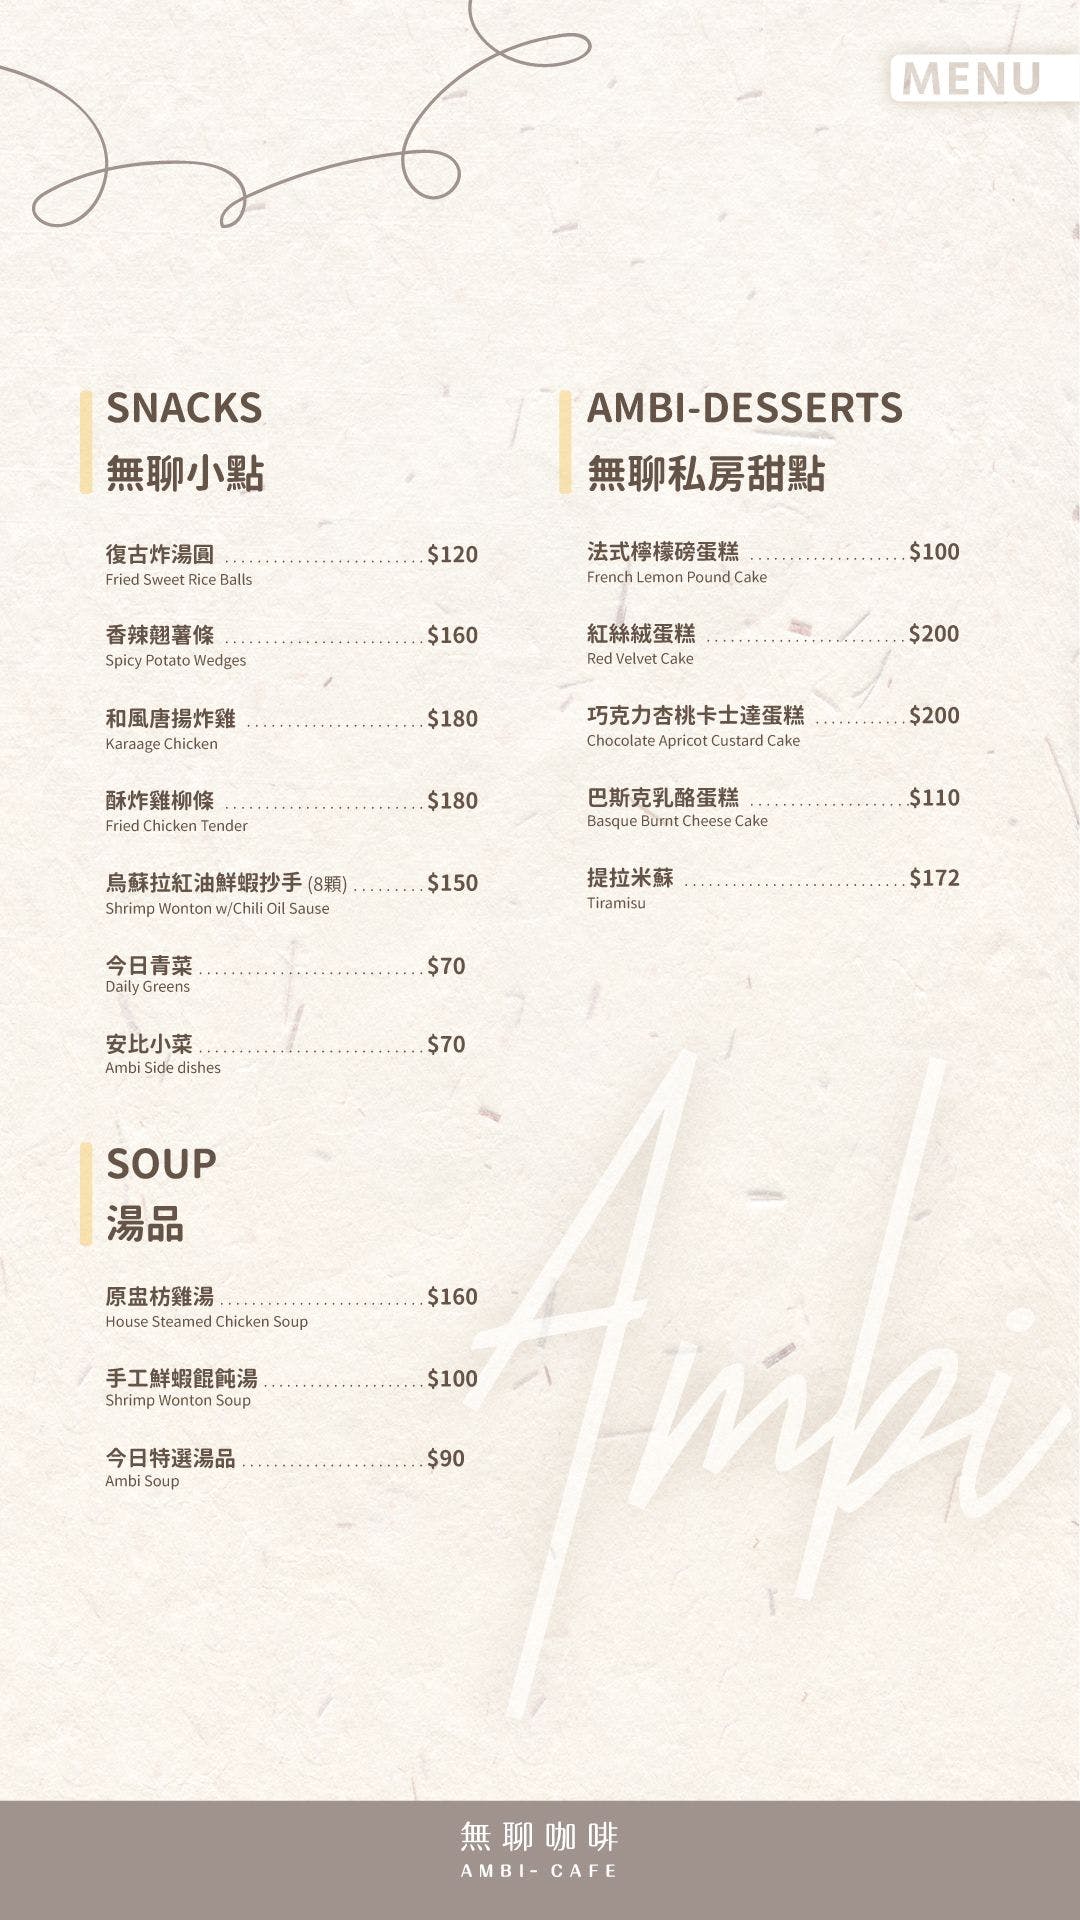 MENU
SNACKS
無聊小點
復古炸湯圓 ........................ $120
Fried Sweet Rice Balls
香辣翹薯條 ........................ $160
Spicy Potato Wedges
和風唐揚炸雞 ...................... $180
Karaage Chicken
酥炸雞柳條 ........................ $180
Fried Chicken Tender
烏蘇拉紅油鮮蝦抄手 (8顆) ......... $150
Shrimp Wonton w/Chili Oil Sause
今日青菜 ........................... $70
Daily Greens
安比小菜 ........................... $70
Ambi Side dishes
SOUP
湯品
原盅枋雞湯 ........................ $160
House Steamed Chicken Soup
手工鮮蝦餛飩湯 .................... $100
Shrimp Wonton Soup
今日特選湯品 ...................... $90
Ambi Soup
AMBI-DESSERTS
無聊私房甜點
法式檸檬磅蛋糕 ................... $100
French Lemon Pound Cake
紅絲絨蛋糕 ........................ $200
Red Velvet Cake
巧克力杏桃卡士達蛋糕 ............ $200
Chocolate Apricot Custard Cake
巴斯克乳酪蛋糕 .................... $110
Basque Burnt Cheese Cake
提拉米蘇 ........................... $172
Tiramisu
Ambi
無聊咖啡
AMBI- CAFE